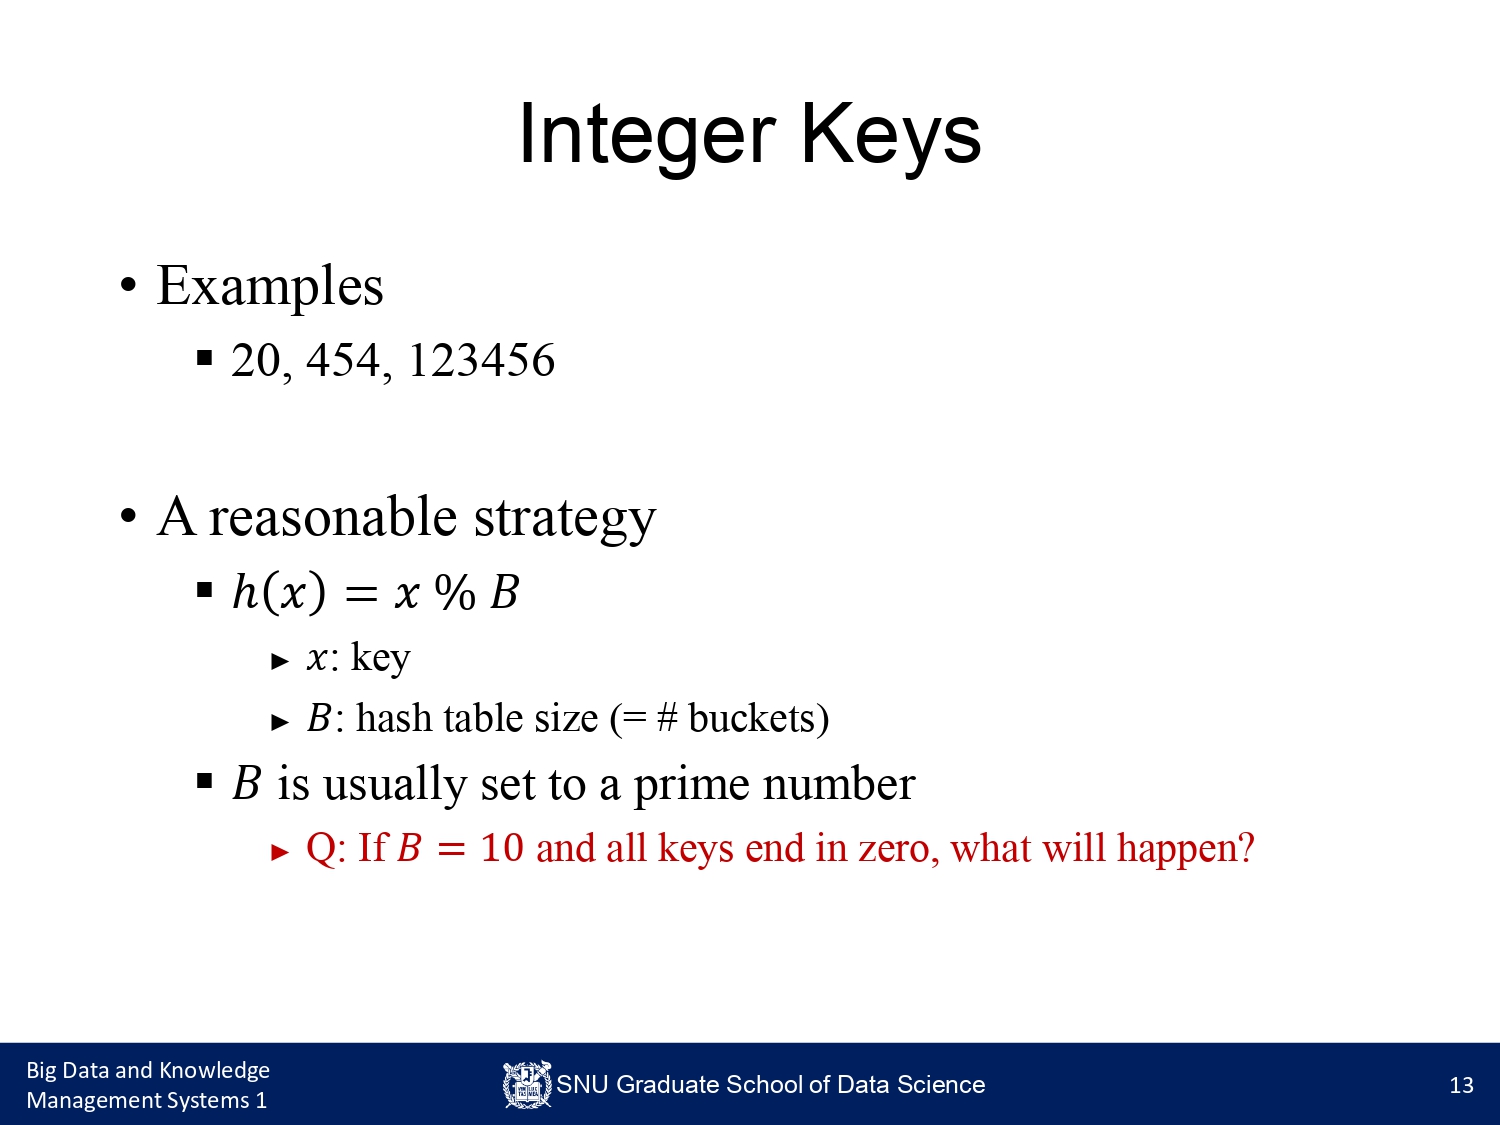 Integer Keys
• Examples
▪ 20, 454, 123456
• A reasonable strategy
▪ ℎ(𝑥) = 𝑥 % 𝐵
► 𝑥: key
► 𝐵: hash table size (= # buckets)
▪ 𝐵 is usually set to a prime number
► Q: If 𝐵 = 10 and all keys end in zero, what will happen?
Big Data and Knowledge
Management Systems 1
SNU Graduate School of Data Science
13